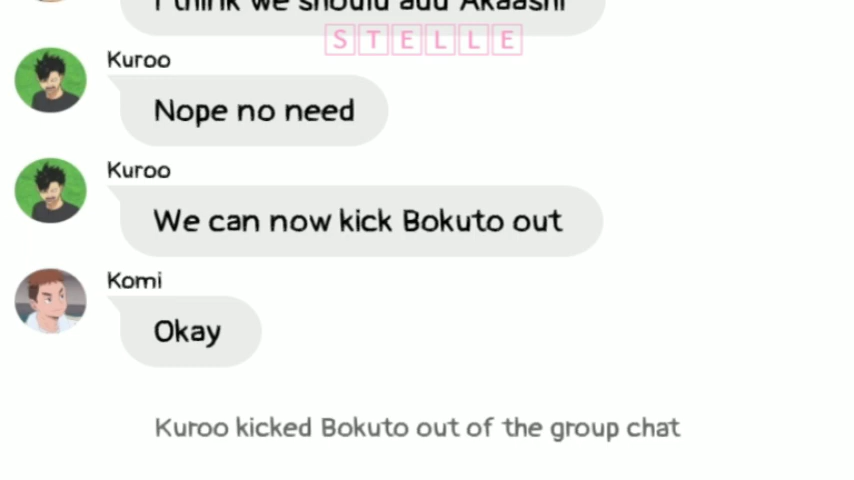 I think we should add Akaashi
STELLE
Kuroo
Nope no need
Kuroo
We can now kick Bokuto out
Komi
Okay
Kuroo kicked Bokuto out of the group chat